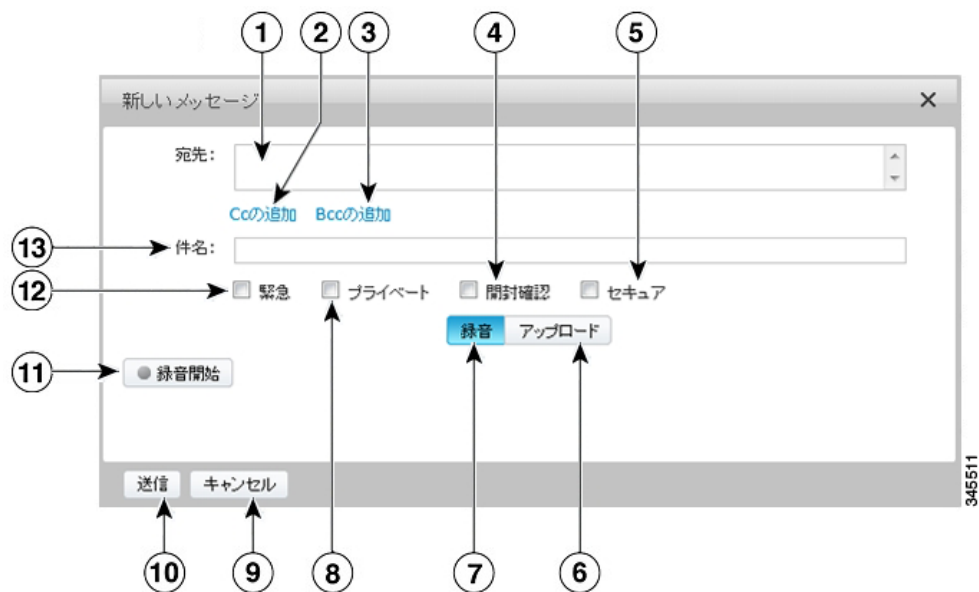 1 2 3 4 5
新しいメッセージ ×
宛先:
Ccの追加 Bccの追加
13 件名:
12 緊急 プライベート 開封確認 セキュア
録音 アップロード
11 録音開始
送信 キャンセル
10 9 8 7 6
345511